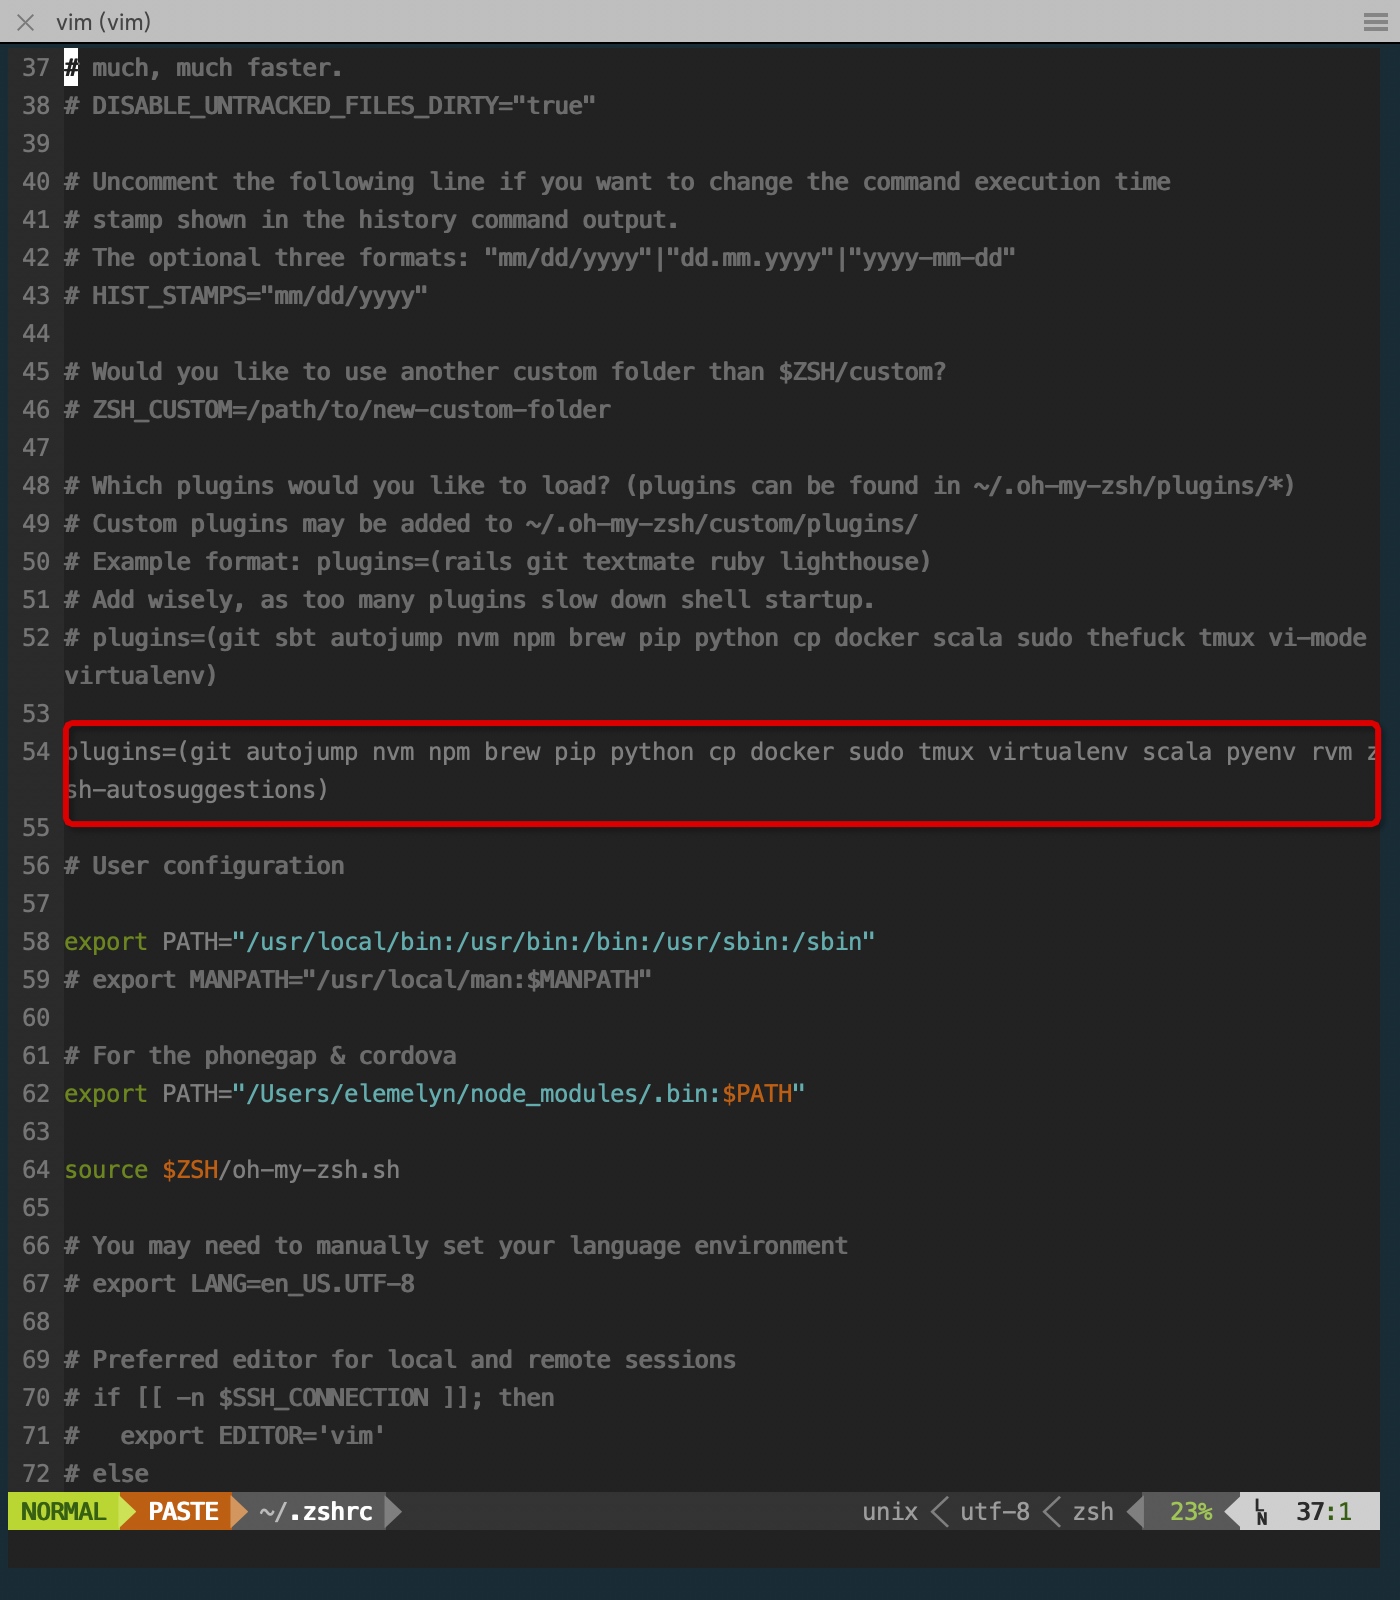 vim (vim)
37 # much, much faster.
38 # DISABLE_UNTRACKED_FILES_DIRTY="true"
39
40 # Uncomment the following line if you want to change the command execution time
41 # stamp shown in the history command output.
42 # The optional three formats: "mm/dd/yyyy"|"dd.mm.yyyy"|"yyyy-mm-dd"
43 # HIST_STAMPS="mm/dd/yyyy"
44
45 # Would you like to use another custom folder than $ZSH/custom?
46 # ZSH_CUSTOM=/path/to/new-custom-folder
47
48 # Which plugins would you like to load? (plugins can be found in ~/.oh-my-zsh/plugins/*)
49 # Custom plugins may be added to ~/.oh-my-zsh/custom/plugins/
50 # Example format: plugins=(rails git textmate ruby lighthouse)
51 # Add wisely, as too many plugins slow down shell startup.
52 # plugins=(git sbt autojump nvm npm brew pip python cp docker scala sudo thefuck tmux vi-mode
virtualenv)
53
54 plugins=(git autojump nvm npm brew pip python cp docker sudo tmux virtualenv scala pyenv rvm z
sh-autosuggestions)
55
56 # User configuration
57
58 export PATH="/usr/local/bin:/usr/bin:/bin:/usr/sbin:/sbin"
59 # export MANPATH="/usr/local/man:$MANPATH"
60
61 # For the phonegap & cordova
62 export PATH="/Users/elemelyn/node_modules/.bin:$PATH"
63
64 source $ZSH/oh-my-zsh.sh
65
66 # You may need to manually set your language environment
67 # export LANG=en_US.UTF-8
68
69 # Preferred editor for local and remote sessions
70 # if [[ -n $SSH_CONNECTION ]]; then
71 #   export EDITOR='vim'
72 # else
NORMAL PASTE ~/.zshrc unix utf-8 zsh 23% LN 37:1